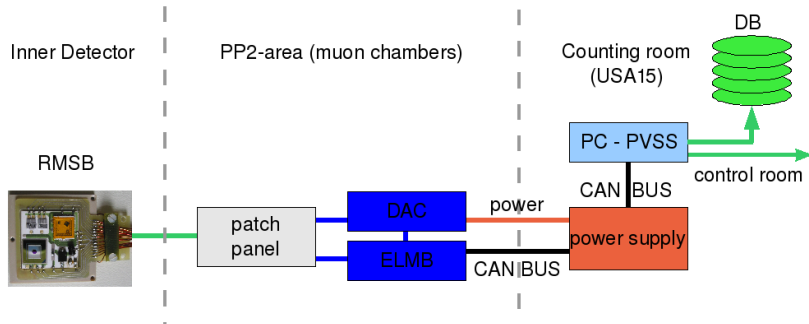 Inner Detector
PP2-area (muon chambers)
Counting room
(USA15)
DB
RMSB
PC - PVSS
control room
CAN BUS
patch
panel
DAC
power
power supply
ELMB
CAN BUS